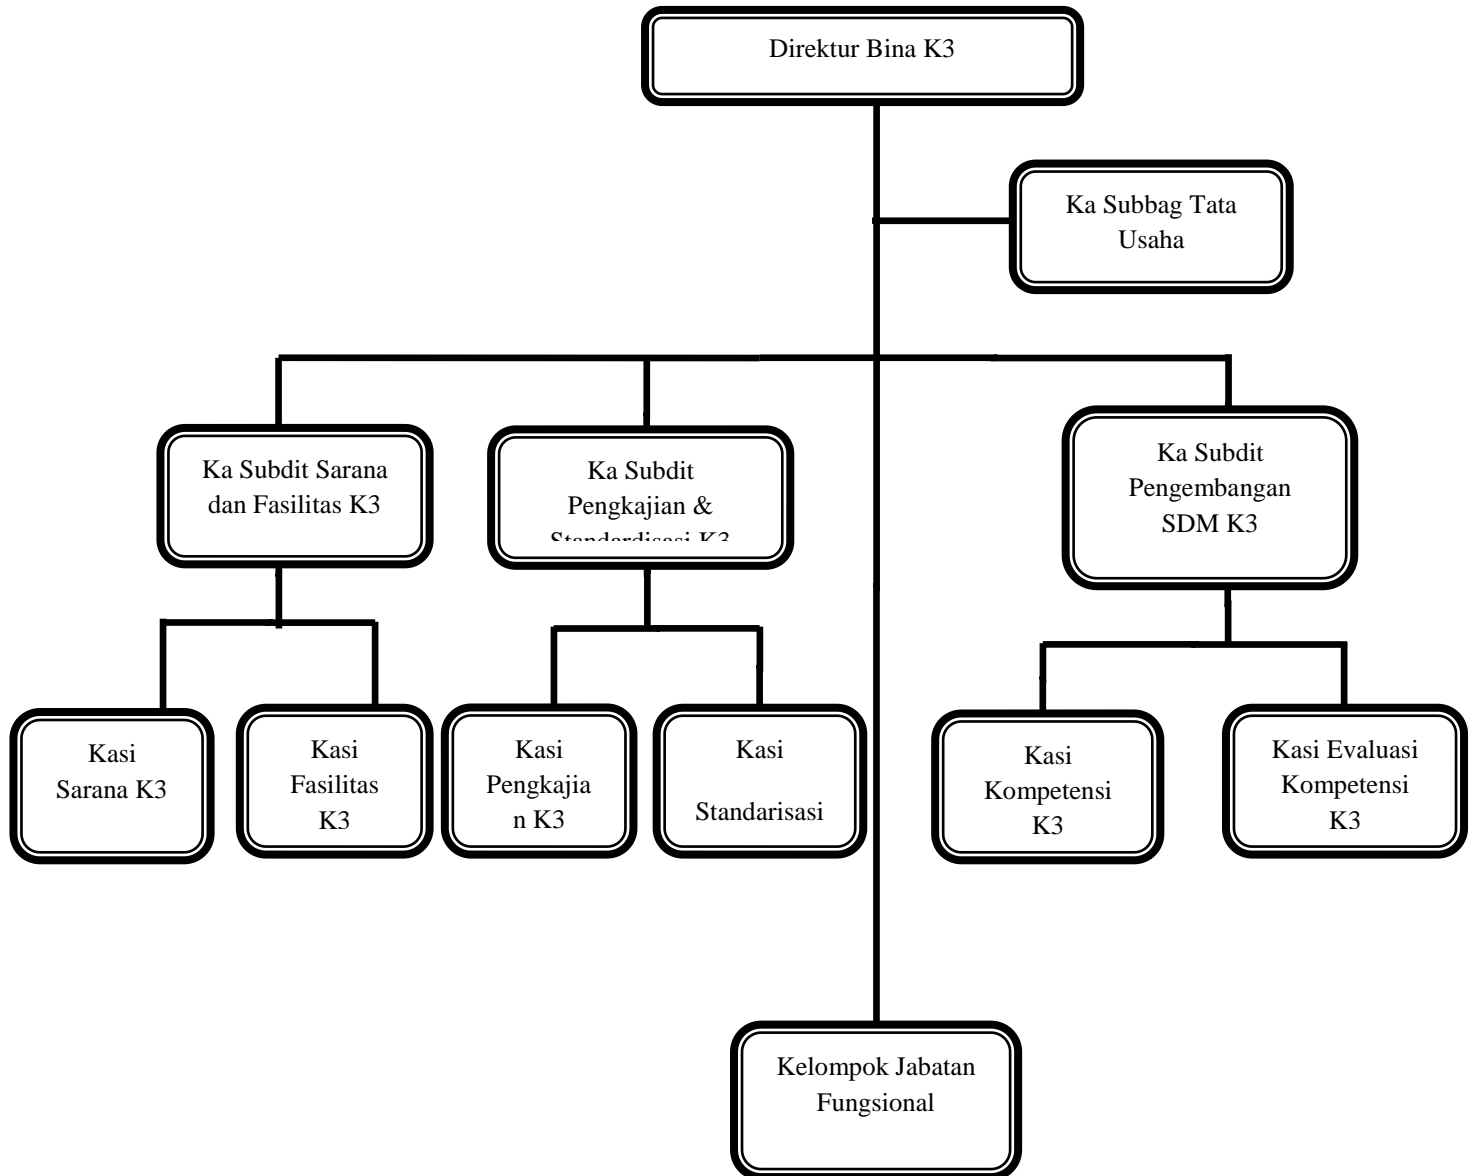 Direktur Bina K3
Ka Subbag Tata
Usaha
Ka Subdit Sarana
dan Fasilitas K3
Ka Subdit
Pengkajian &
Standardisasi K3
Ka Subdit
Pengembangan
SDM K3
Kasi
Sarana K3
Kasi
Fasilitas
K3
Kasi
Pengkajia
n K3
Kasi
Standarisasi
Kasi
Kompetensi
K3
Kasi Evaluasi
Kompetensi
K3
Kelompok Jabatan
Fungsional